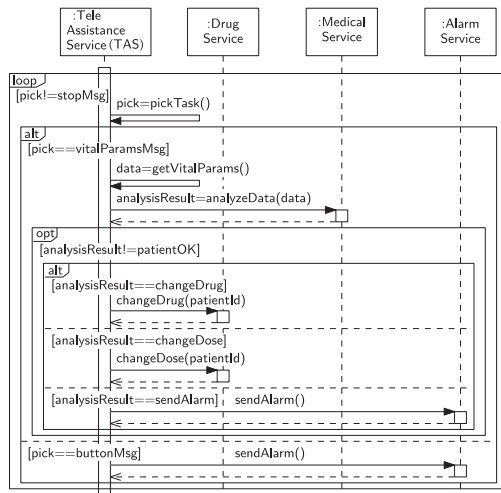 :Tele
Assistance
Service (TAS)
:Drug
Service
:Medical
Service
:Alarm
Service
loop
[pick!=stopMsg]
pick=pickTask()
alt
[pick==vitalParamsMsg]
data=getVitalParams()
analysisResult=analyzeData(data)
opt
[analysisResult!=patientOK]
alt
[analysisResult==changeDrug]
changeDrug(patientId)
[analysisResult==changeDose]
changeDose(patientId)
[analysisResult==sendAlarm] sendAlarm()
[pick==buttonMsg] sendAlarm()